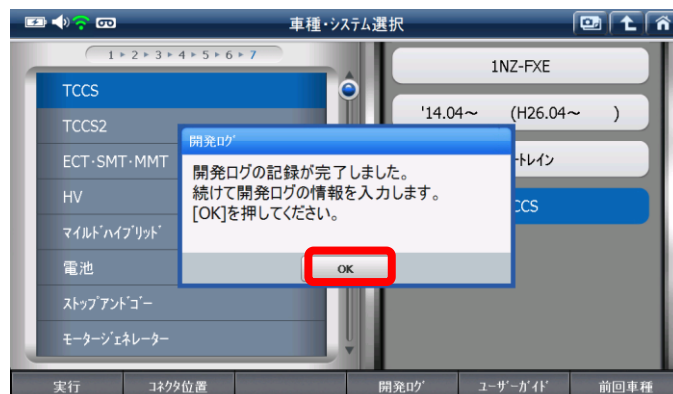 車種･システム選択
1 ▶ 2 ▶ 3 ▶ 4 ▶ 5 ▶ 6 ▶ 7
TCCS
TCCS2
ECT･SMT･MMT
HV
ﾏｲﾙﾄﾞﾊｲﾌﾞﾘｯﾄﾞ
電池
ｽﾄｯﾌﾟｱﾝﾄﾞｺﾞｰ
ﾓｰﾀｰｼﾞｪﾈﾚｰﾀｰ
1NZ-FXE
'14.04～ (H26.04～ )
ﾄﾚｲﾝ
CCS
開発ﾛｸﾞ
開発ログの記録が完了しました。
続けて開発ログの情報を入力します。
[OK]を押してください。
OK
実行
ｺﾈｸﾀ位置
開発ﾛｸﾞ
ﾕｰｻﾞｰｶﾞｲﾄﾞ
前回車種